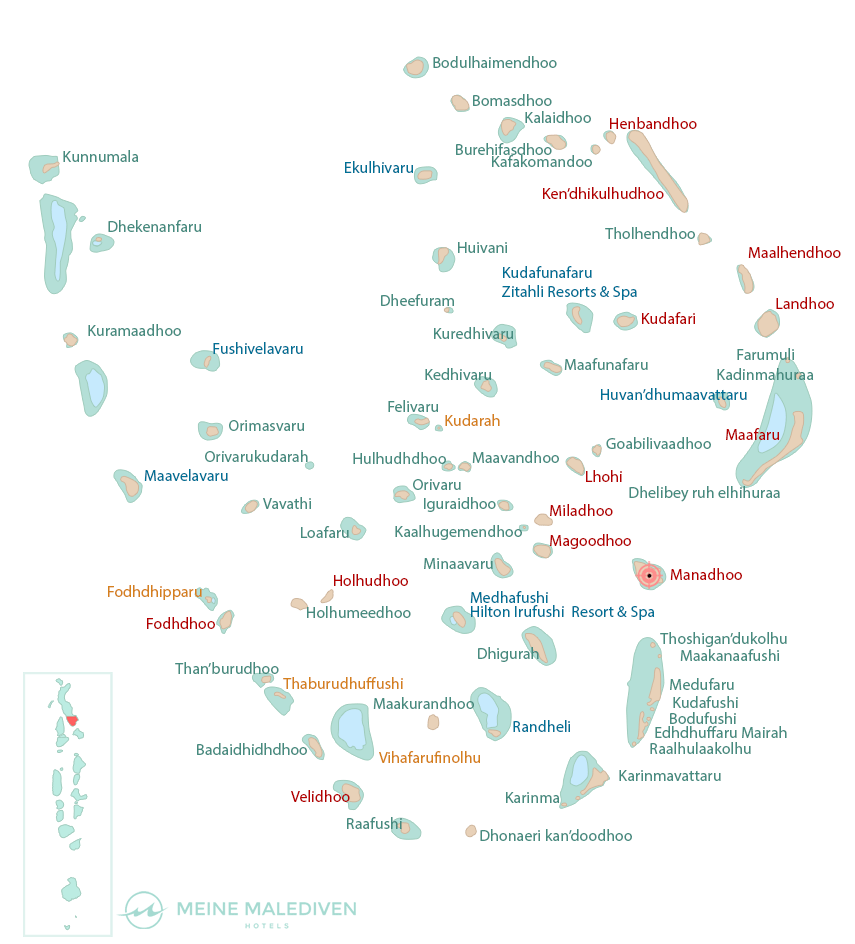 Bodulhaimendhoo
Bomasdhoo
Kalaidhoo
Henbandhoo
Burehifasdhoo
Kunnumala
Kafakomandoo
Ekulhivaru
Ken'dhikulhudhoo
Dhekenanfaru
Tholhendhoo
Huivani
Maalhendhoo
Kudafunafaru
Zitahli Resorts & Spa
Dheefuram
Landhoo
Kudafari
Kuramaadhoo
Kuredhivaru
Fushivelavaru
Farumuli
Maafunafaru
Kedhivaru
Kadinmahuraa
Huvan'dhumaavattaru
Felivaru
Kudarah
Orimasvaru
Maafaru
Goabilivaadhoo
Orivarukudarah
Hulhudhdhoo
Maavandhoo
Maavelavaru
Lhohi
Orivaru
Dhelibey ruh elhihuraa
Vavathi
Iguraidhoo
Miladhoo
Loafaru
Kaalhugemendhoo
Magoodhoo
Minaavaru
Manadhoo
Holhudhoo
Fodhdhipparu
Medhafushi
Hilton Irufushi Resort & Spa
Holhumeedhoo
Fodhdhoo
Thoshigan'dukolhu
Dhigurah
Maakanaafushi
Than'burudhoo
Thaburudhuffushi
Medufaru
Maakurandhoo
Kudafushi
Bodufushi
Randheli
Edhdhuffaru Mairah
Badaidhidhdhoo
Raalhulaakolhu
Vihafarufinolhu
Karinmavattaru
Velidhoo
Karinma
Raafushi
Dhonaeri kan'doodhoo
MEINE MALEDIVEN
HOTELS